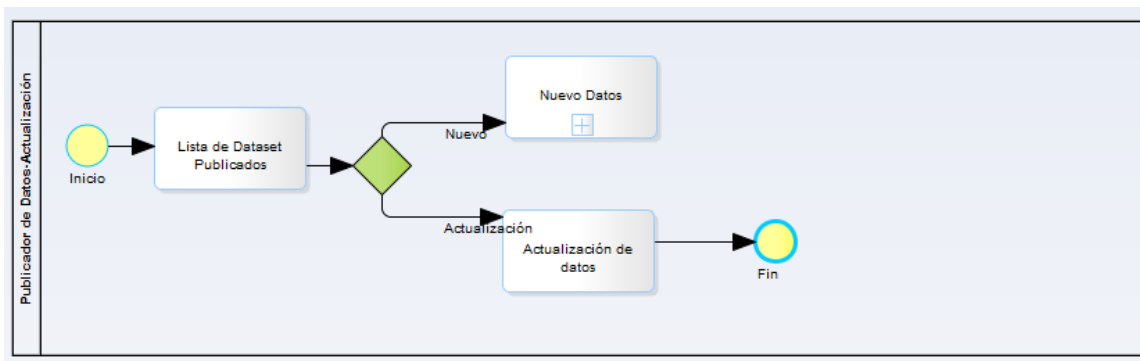 Publicador de Datos-Actualización
Inicio
Lista de Dataset
Publicados
Nuevo
Nuevo Datos
Actualización
Actualización de
datos
Fin